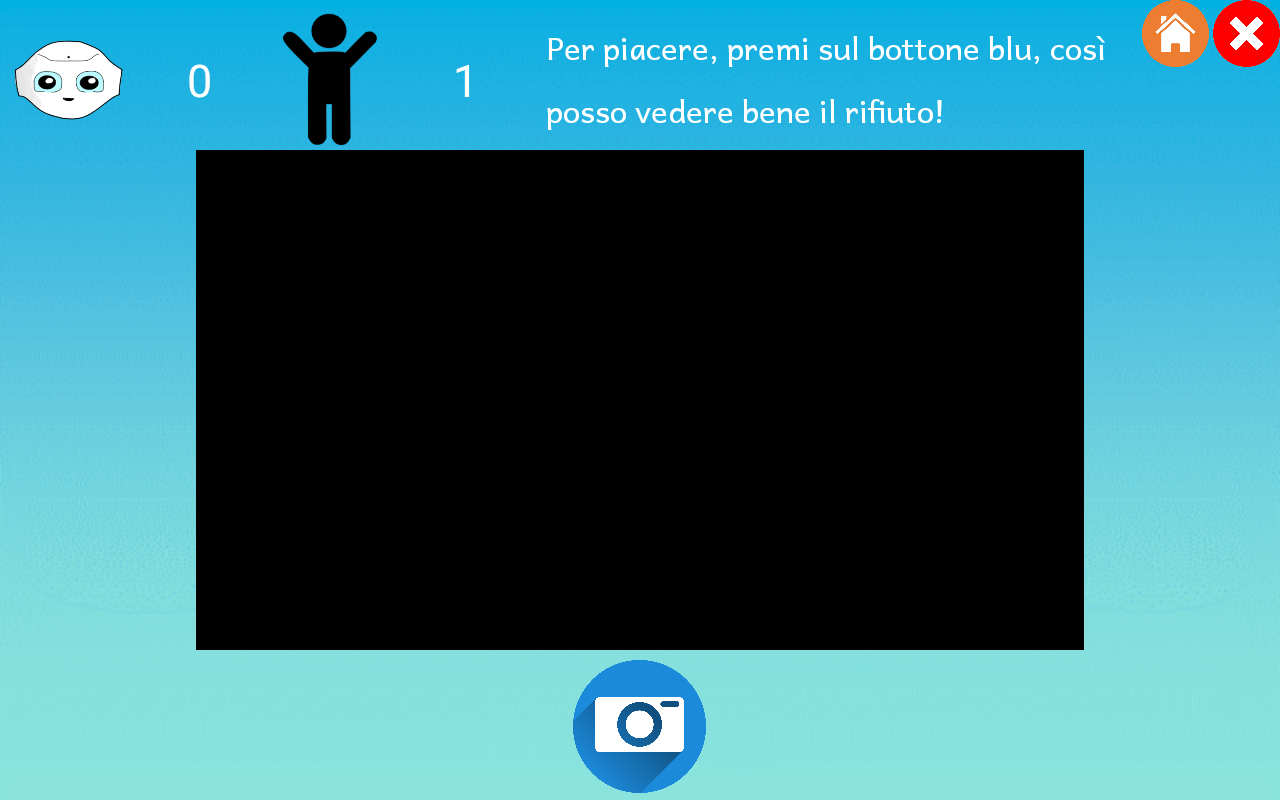 0
1
Per piacere, premi sul bottone blu, così
posso vedere bene il rifiuto!